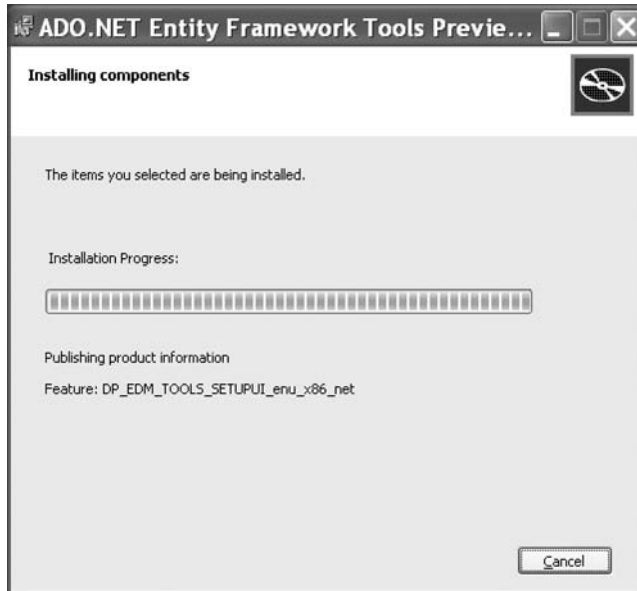 ADO.NET Entity Framework Tools Previe...
Installing components
The items you selected are being installed.
Installation Progress:
Publishing product information
Feature: DP_EDM_TOOLS_SETUPUI_enu_x86_net
Cancel